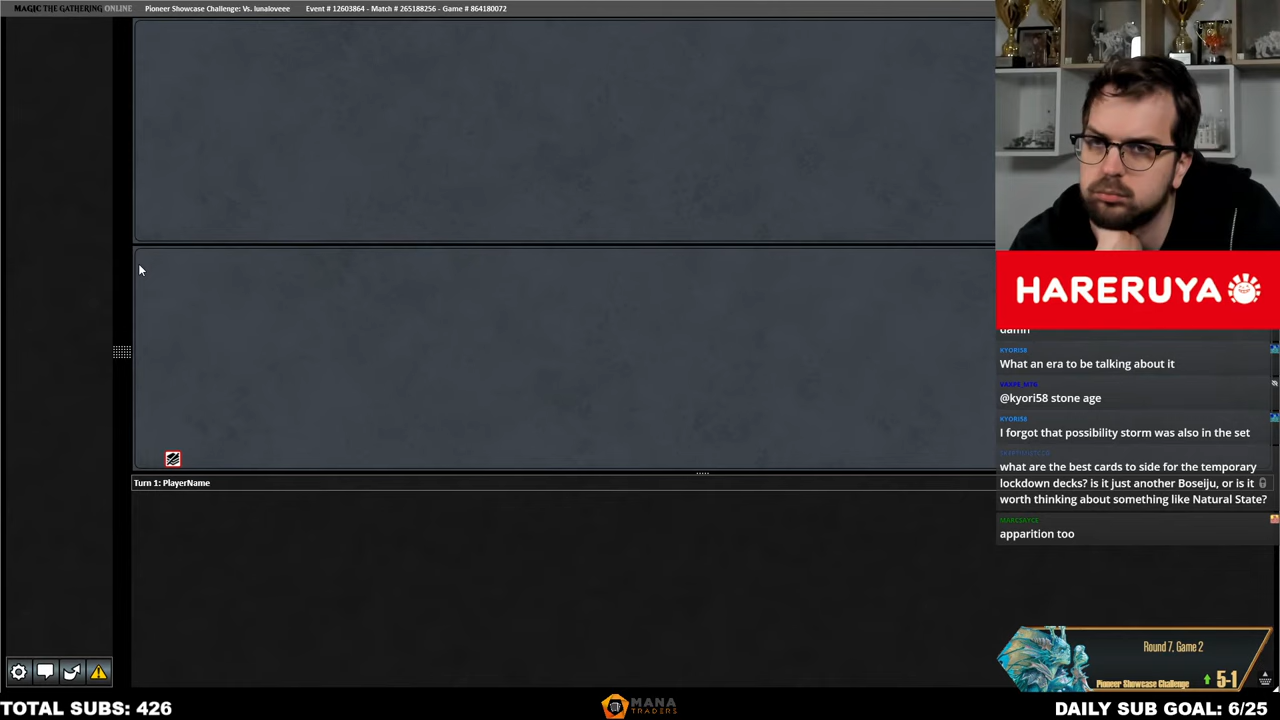 MAGIC THE GATHERING ONLINE
Pioneer Showcase Challenge: Vs. lunaloveee
Event # 12603864 - Match # 265188256 - Game # 864180072
HARERUYA
damn
KYORI58
What an era to be talking about it
@kyori58 stone age
KYORI58
I forgot that possibility storm was also in the set
what are the best cards to side for the temporary
lockdown decks? is it just another Boseiju, or is it
worth thinking about something like Natural State?
MARCSAYCE
apparition too
Turn 1: PlayerName
Round 7, Game 2
Pioneer Showcase Challenge
5-1
TOTAL SUBS: 426
MANA
TRADERS
DAILY SUB GOAL: 6/25